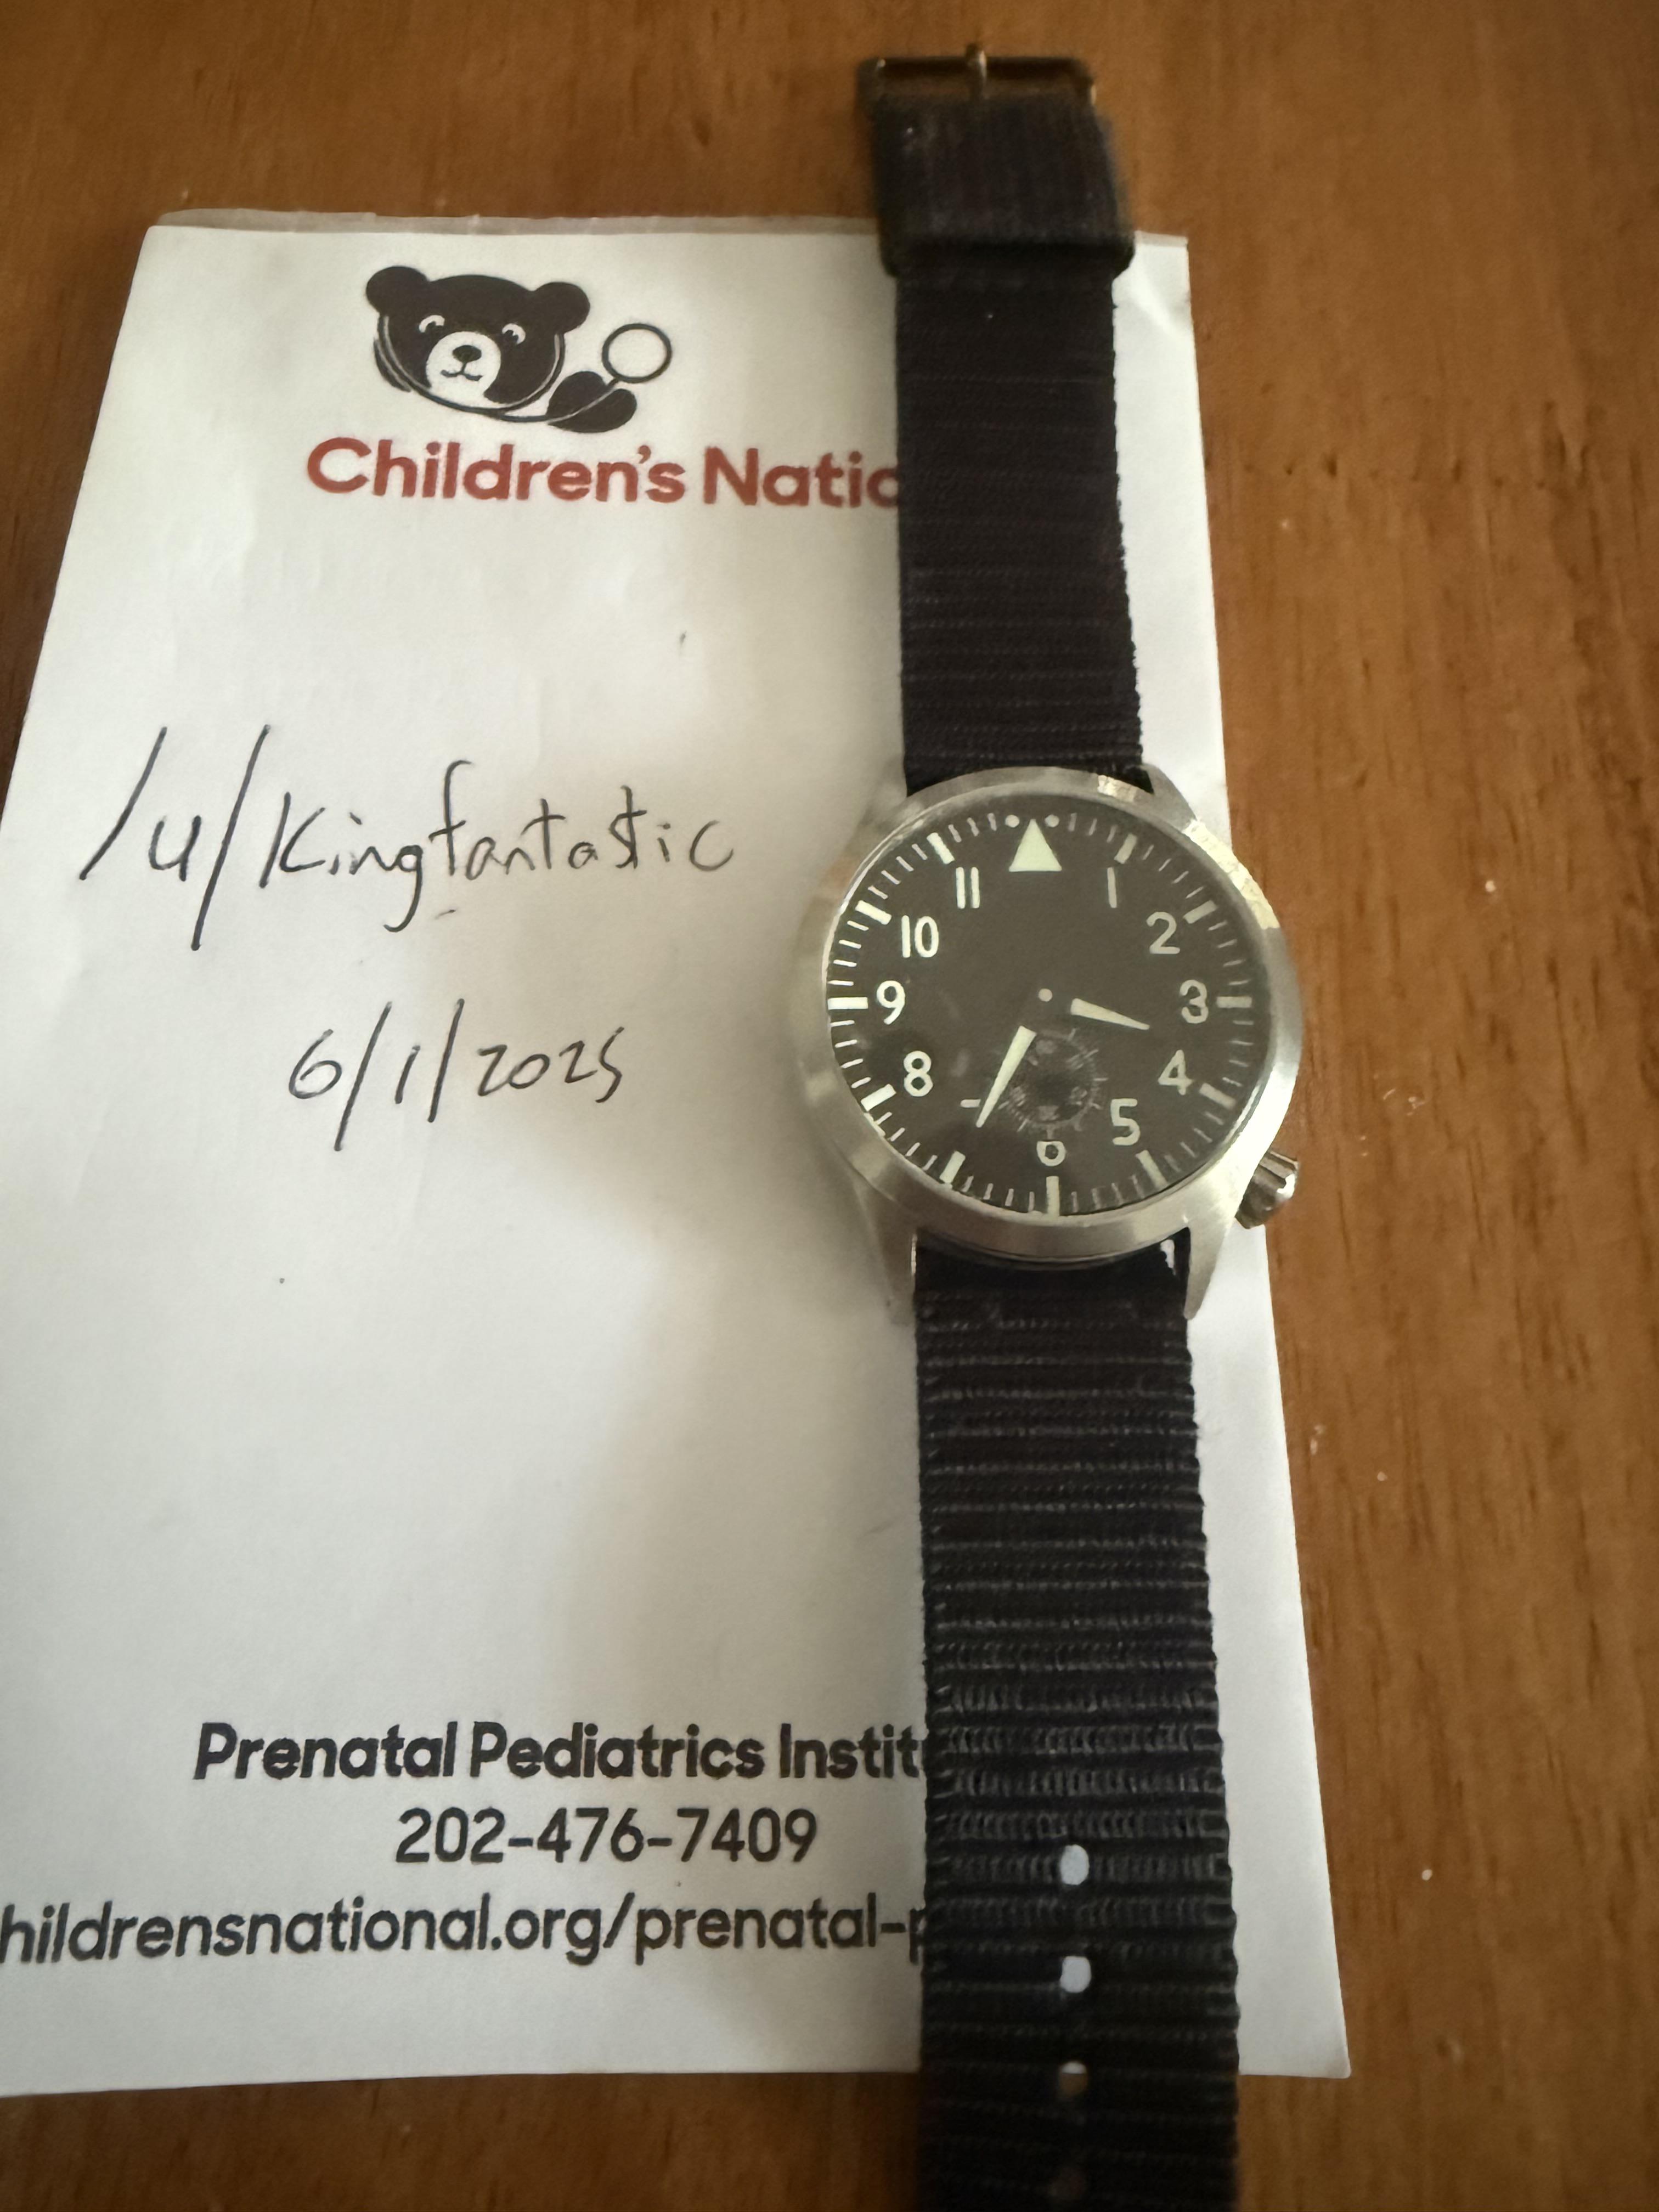 Children's Natio
/u/Kingfantastic
6/1/2025
Prenatal Pediatrics Instit
202-476-7409
hildrensnational.org/prenatal-p
11 1
10 2
9 3
8 4
5
6